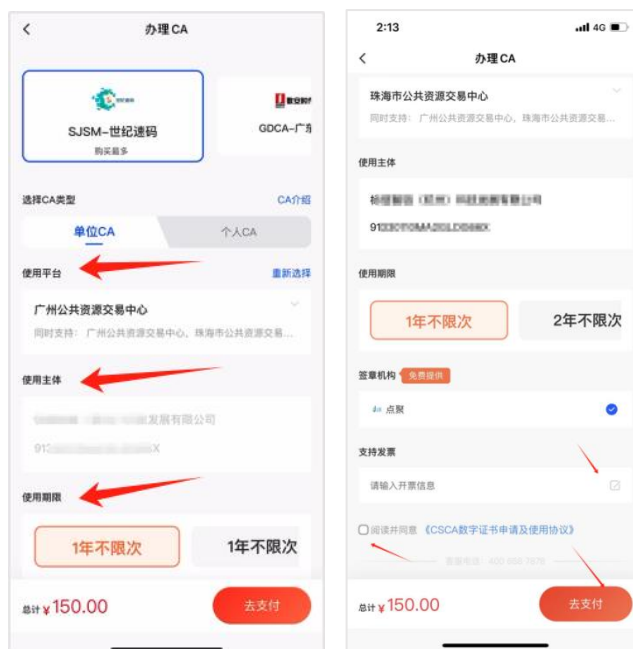 办理CA
SJSM-世纪速码
购买最多
GDCA-广东
选择CA类型
CA介绍
单位CA
个人CA
使用平台
重新选择
广州公共资源交易中心
同时支持： 广州公共资源交易中心、珠海市公共资源交易...
使用主体
发展有限公司
使用期限
1年不限次
1年不限次
总计 ¥150.00
去支付
2:13
4G
办理CA
珠海市公共资源交易中心
同时支持： 广州公共资源交易中心、珠海市公共资源交易...
使用主体
使用期限
1年不限次
2年不限次
签章机构
免费提供
点聚
支持发票
请输入开票信息
阅读并同意 《CSCA数字证书申请及使用协议》
总计 ¥150.00
去支付